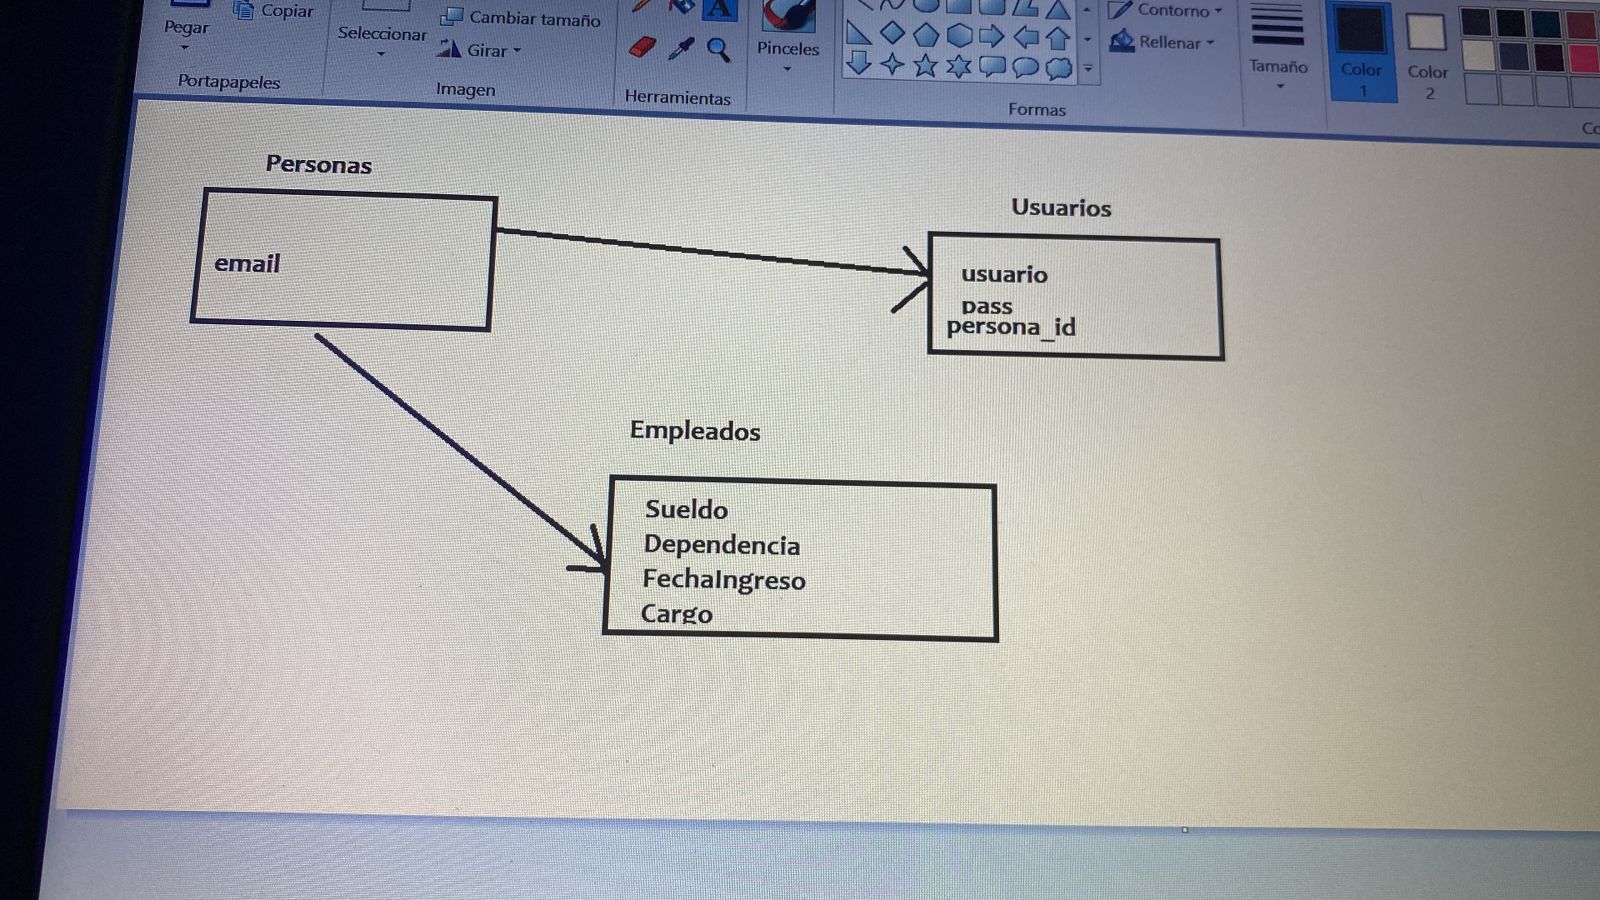 Pegar
Copiar
Portapapeles
Seleccionar
Cambiar tamaño
Girar
Imagen
A
Herramientas
Pinceles
Formas
Contorno
Rellenar
Tamaño
Color
1
Color
2
Personas
email
Usuarios
usuario
pass
persona_id
Empleados
Sueldo
Dependencia
FechaIngreso
Cargo